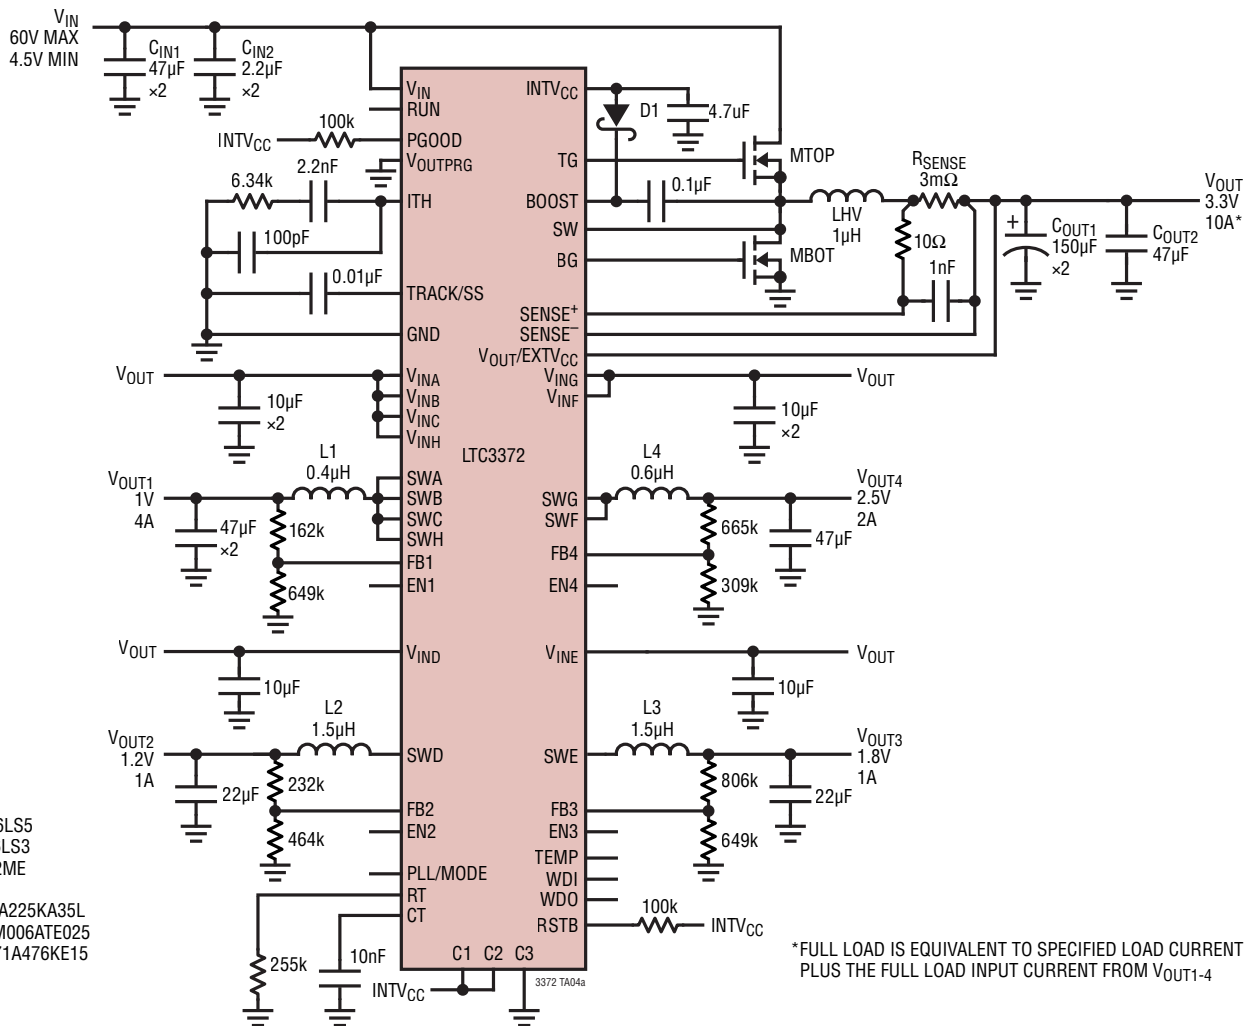 VIN
60V MAX
4.5V MIN
CIN1
47µF
×2
CIN2
2.2µF
×2
VIN
RUN
INTVCC
100k
PGOOD
VOUTPRG
6.34k
2.2nF
ITH
100pF
0.01µF
TRACK/SS
GND
INTVCC
D1
4.7uF
TG
MTOP
BOOST
0.1µF
SW
BG
MBOT
LHV
1µH
RSENSE
3mΩ
10Ω
1nF
SENSE+
SENSE–
VOUT/EXTVCC
+
COUT1
150µF
×2
COUT2
47µF
VOUT
3.3V
10A*
VOUT
10µF
×2
VINA
VINB
VINC
VINH
VING
VINF
10µF
×2
VOUT
LTC3372
VOUT1
1V
4A
L1
0.4µH
47µF
×2
162k
649k
SWA
SWB
SWC
SWH
FB1
EN1
SWG
SWF
FB4
EN4
L4
0.6µH
665k
309k
47µF
VOUT4
2.5V
2A
VOUT
10µF
VIND
VINE
10µF
VOUT
VOUT2
1.2V
1A
L2
1.5µH
22µF
232k
464k
SWD
FB2
EN2
PLL/MODE
RT
CT
255k
10nF
SWE
FB3
EN3
TEMP
WDI
WDO
RSTB
L3
1.5µH
806k
649k
22µF
VOUT3
1.8V
1A
100k
INTVCC
INTVCC
C1
C2
C3
3372 TA04a
LS3
ME
A225KA35L
M006ATE025
71A476KE15
*FULL LOAD IS EQUIVALENT TO SPECIFIED LOAD CURRENT
PLUS THE FULL LOAD INPUT CURRENT FROM VOUT1-4